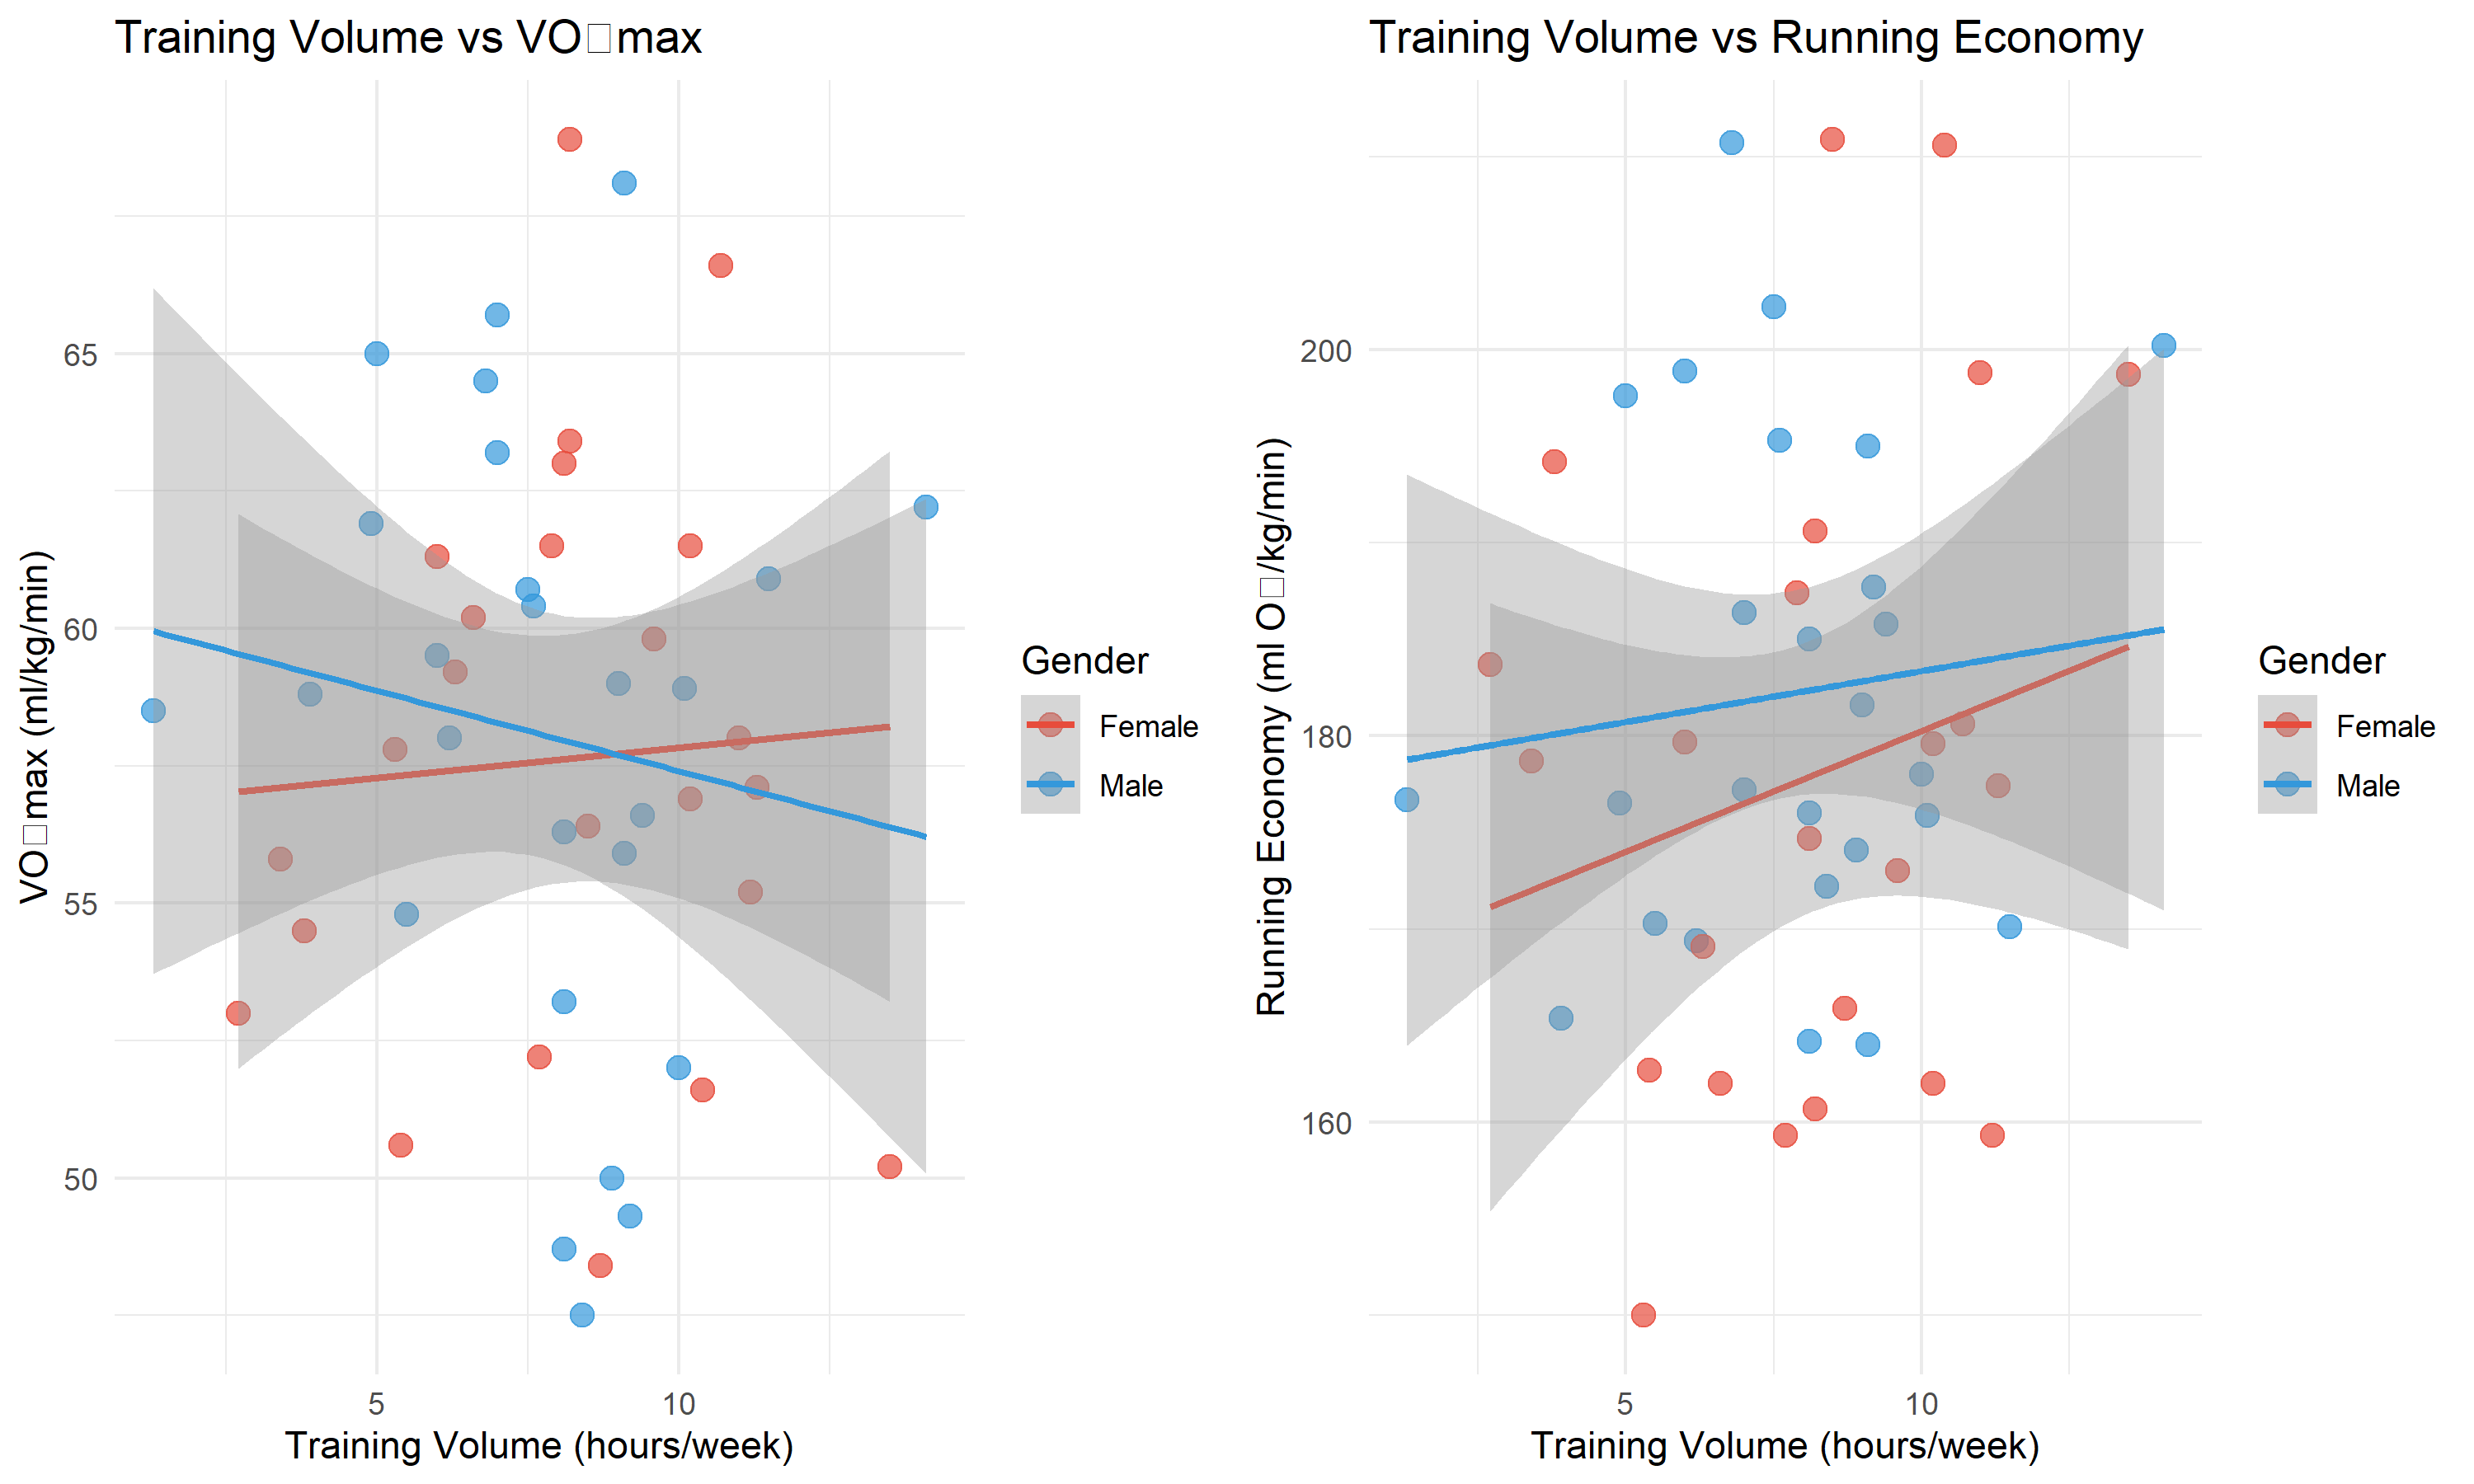 Training Volume vs VO□max
VO□max (ml/kg/min)
65
60
55
50
5
10
Training Volume (hours/week)
Gender
Female
Male
Training Volume vs Running Economy
Running Economy (ml O□/kg/min)
200
180
160
5
10
Training Volume (hours/week)
Gender
Female
Male